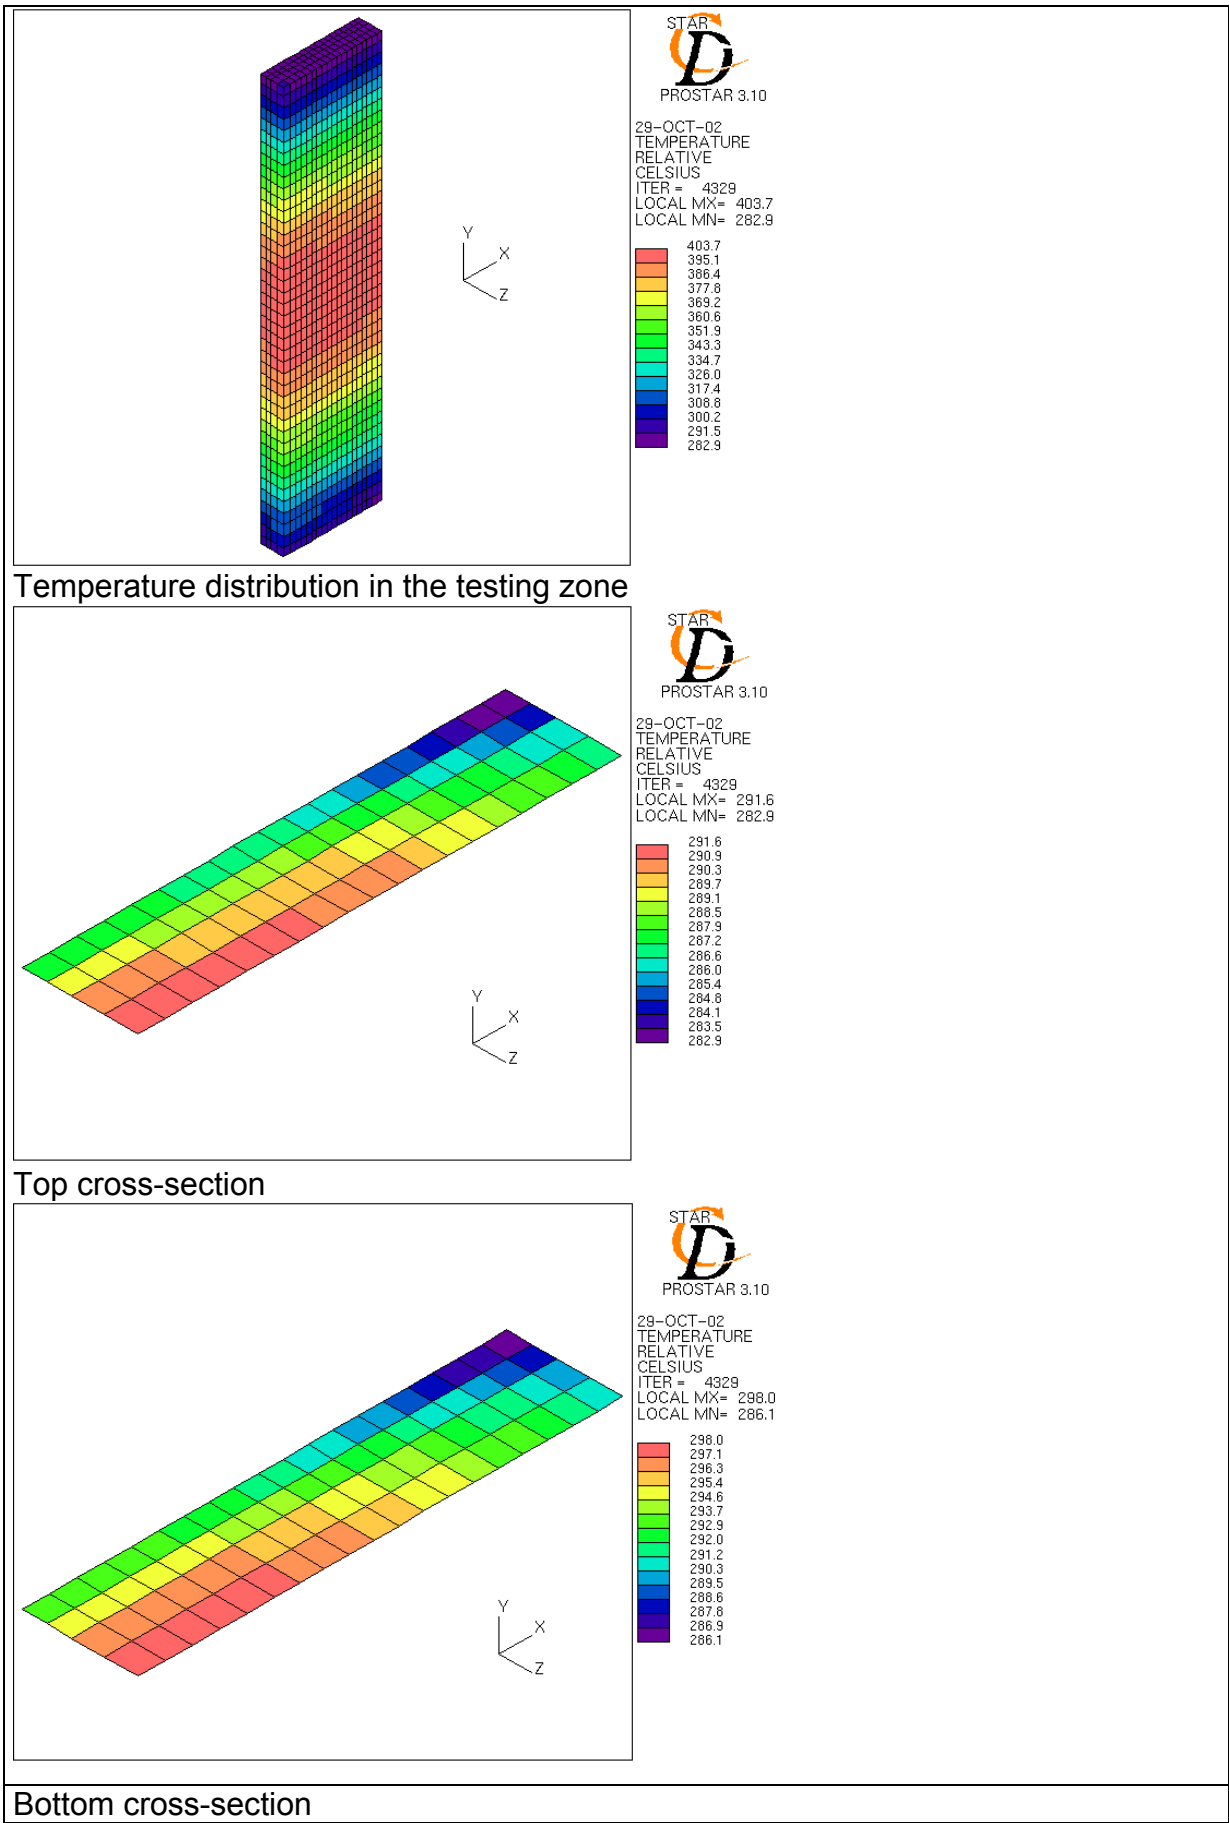 STAR
CD
PROSTAR 3.10
29-OCT-02
TEMPERATURE
RELATIVE
CELSIUS
ITER = 4329
LOCAL MX= 403.7
LOCAL MN= 282.9
403.7
395.1
386.4
377.8
369.2
360.6
351.9
343.3
334.7
326.0
317.4
308.8
300.2
291.5
282.9
Y
X
Z
Temperature distribution in the testing zone
STAR
CD
PROSTAR 3.10
29-OCT-02
TEMPERATURE
RELATIVE
CELSIUS
ITER = 4329
LOCAL MX= 291.6
LOCAL MN= 282.9
291.6
290.9
290.3
289.7
289.1
288.5
287.9
287.2
286.6
286.0
285.4
284.8
284.1
283.5
282.9
Y
X
Z
Top cross-section
STAR
CD
PROSTAR 3.10
29-OCT-02
TEMPERATURE
RELATIVE
CELSIUS
ITER = 4329
LOCAL MX= 298.0
LOCAL MN= 286.1
298.0
297.1
296.3
295.4
294.6
293.7
292.9
292.0
291.2
290.3
289.5
288.6
287.8
286.9
286.1
Y
X
Z
Bottom cross-section